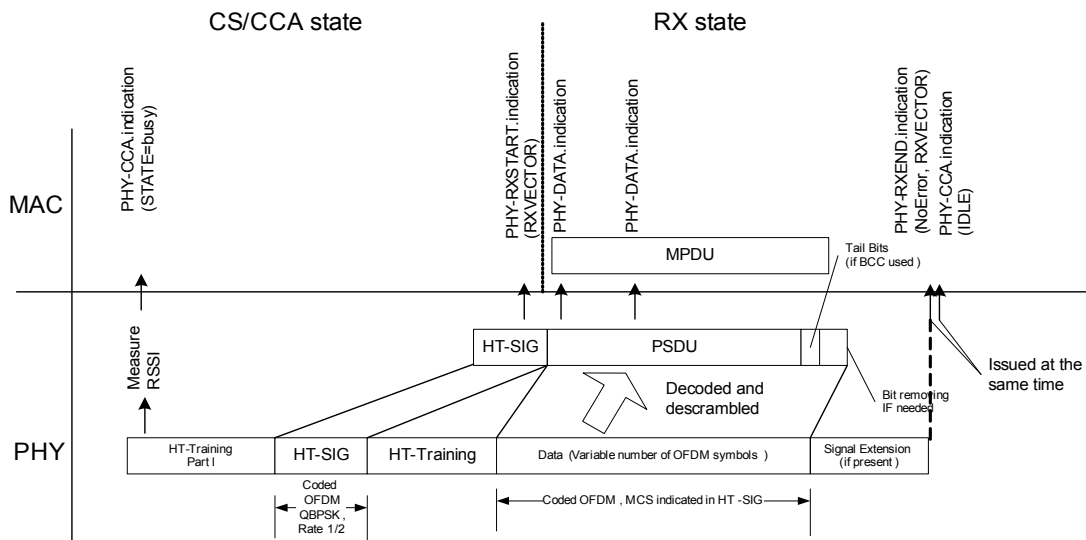 CS/CCA state
RX state
PHY-CCA.indication
(STATE=busy)
PHY-RXSTART.indication
(RXVECTOR)
PHY-DATA.indication
PHY-DATA.indication
PHY-RXEND.indication
(NoError, RXVECTOR)
PHY-CCA.indication
(IDLE)
MAC
MPDU
Tail Bits
(if BCC used )
Measure
RSSI
HT-SIG
PSDU
Issued at the
same time
Decoded and
descrambled
Bit removing
IF needed
PHY
HT-Training
Part I
HT-SIG
HT-Training
Data (Variable number of OFDM symbols )
Signal Extension
(if present )
Coded
OFDM
QBPSK ,
Rate 1/2
Coded OFDM , MCS indicated in HT -SIG